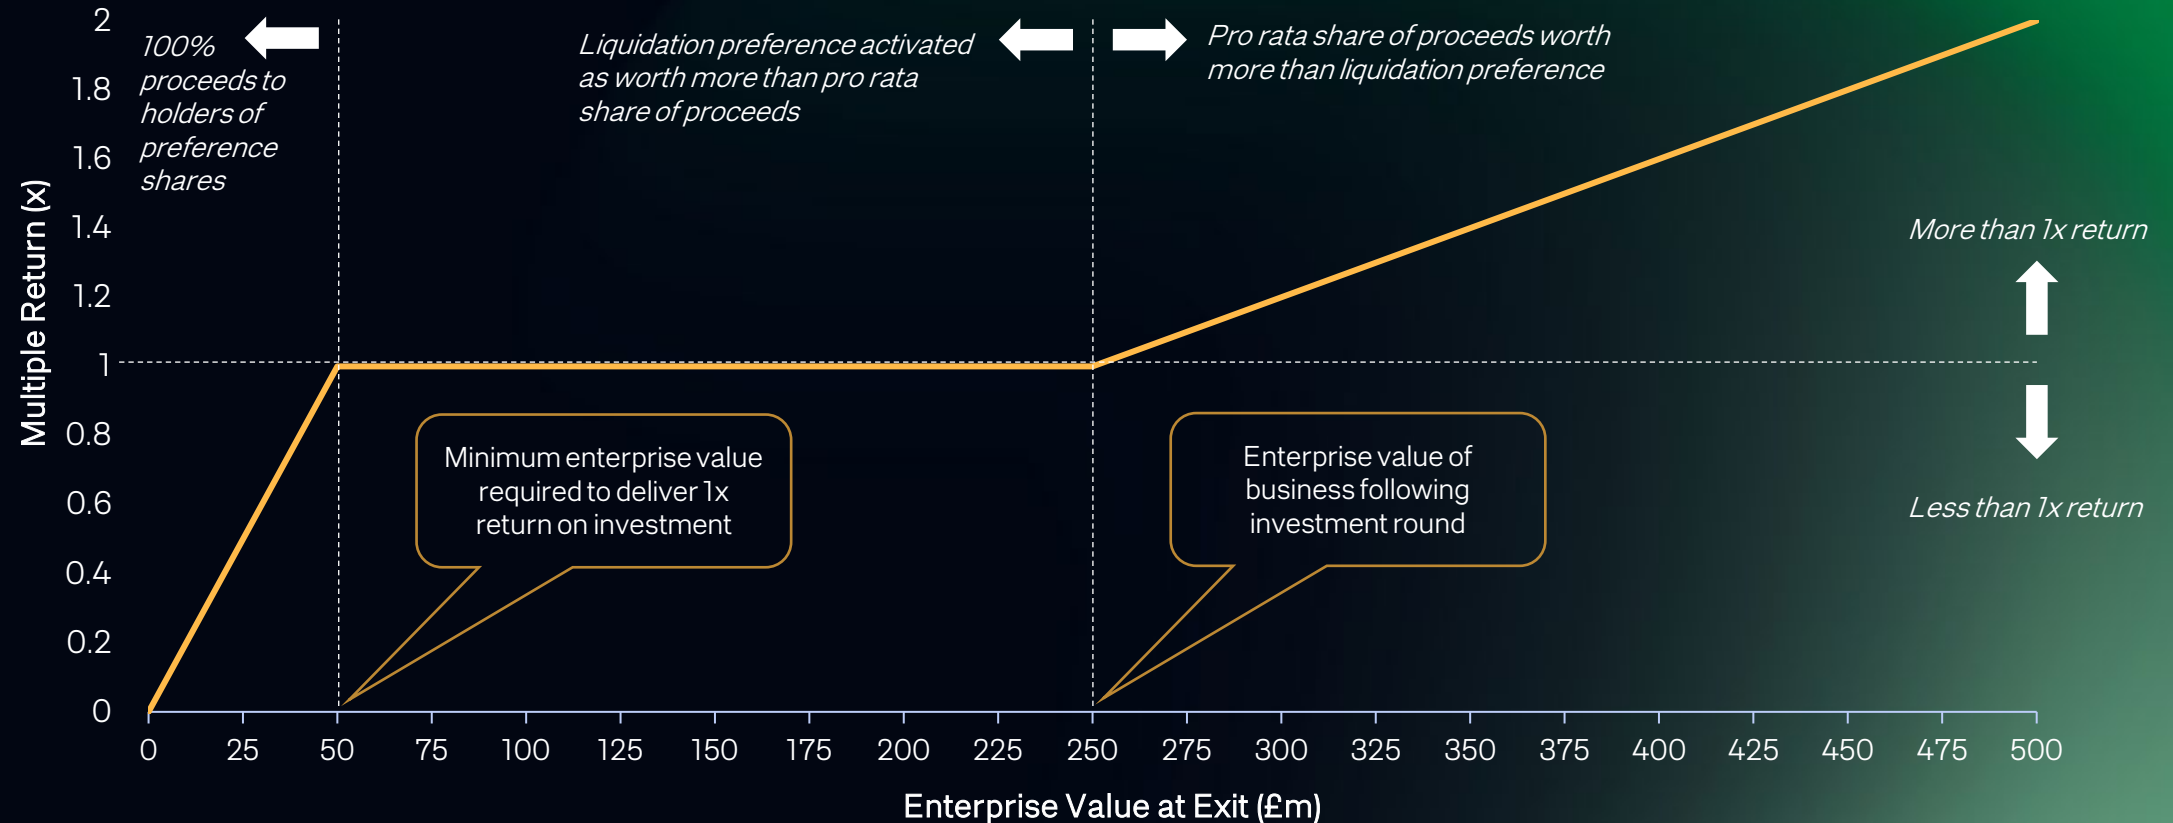 100%
proceeds to
holders of
preference
shares
Liquidation preference activated
as worth more than pro rata
share of proceeds
Pro rata share of proceeds worth
more than liquidation preference
More than 1x return
Less than 1x return
Minimum enterprise value
required to deliver 1x
return on investment
Enterprise value of
business following
investment round
Multiple Return (x)
2
1.8
1.6
1.4
1.2
1
0.8
0.6
0.4
0.2
0
0 25 50 75 100 125 150 175 200 225 250 275 300 325 350 375 400 425 450 475 500
Enterprise Value at Exit (£m)